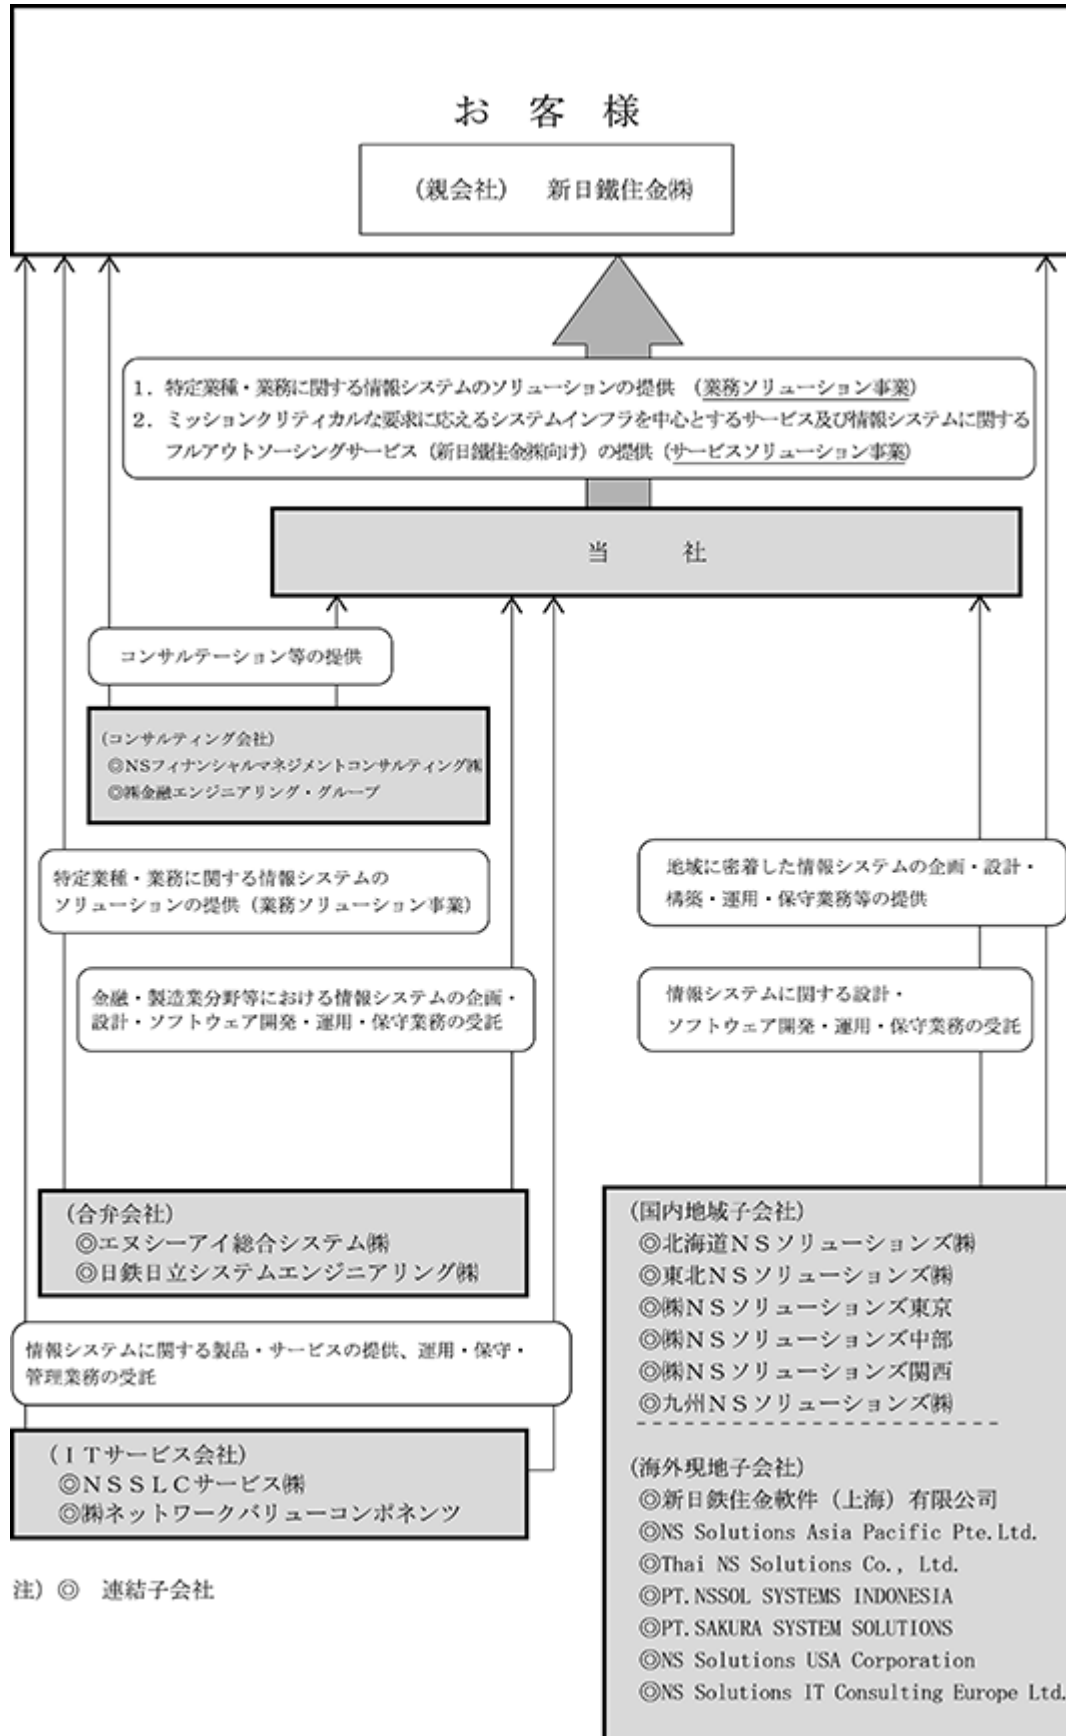 お 客 様
（親会社） 新日鐵住金㈱
1．特定業種・業務に関する情報システムのソリューションの提供 （業務ソリューション事業）
2．ミッションクリティカルな要求に応えるシステムインフラを中心とするサービス及び情報システムに関する
フルアウトソーシングサービス（新日鐵住金㈱向け）の提供（サービスソリューション事業）
当 社
コンサルテーション等の提供
（コンサルティング会社）
◎NSフィナンシャルマネジメントコンサルティング㈱
◎㈱金融エンジニアリング・グループ
特定業種・業務に関する情報システムの
ソリューションの提供（業務ソリューション事業）
地域に密着した情報システムの企画・設計・
構築・運用・保守業務等の提供
金融・製造業分野等における情報システムの企画・
設計・ソフトウェア開発・運用・保守業務の受託
情報システムに関する設計・
ソフトウェア開発・運用・保守業務の受託
（合弁会社）
◎エヌシーアイ総合システム㈱
◎日鉄日立システムエンジニアリング㈱
情報システムに関する製品・サービスの提供、運用・保守・
管理業務の受託
（ＩＴサービス会社）
◎ＮＳＳＬＣサービス㈱
◎㈱ネットワークバリューコンポネンツ
注）◎ 連結子会社
（国内地域子会社）
◎北海道ＮＳソリューションズ㈱
◎東北ＮＳソリューションズ㈱
◎㈱ＮＳソリューションズ東京
◎㈱ＮＳソリューションズ中部
◎㈱ＮＳソリューションズ関西
◎九州ＮＳソリューションズ㈱
（海外現地子会社）
◎新日鉄住金軟件（上海）有限公司
◎NS Solutions Asia Pacific Pte.Ltd.
◎Thai NS Solutions Co., Ltd.
◎PT.NSSOL SYSTEMS INDONESIA
◎PT.SAKURA SYSTEM SOLUTIONS
◎NS Solutions USA Corporation
◎NS Solutions IT Consulting Europe Ltd.